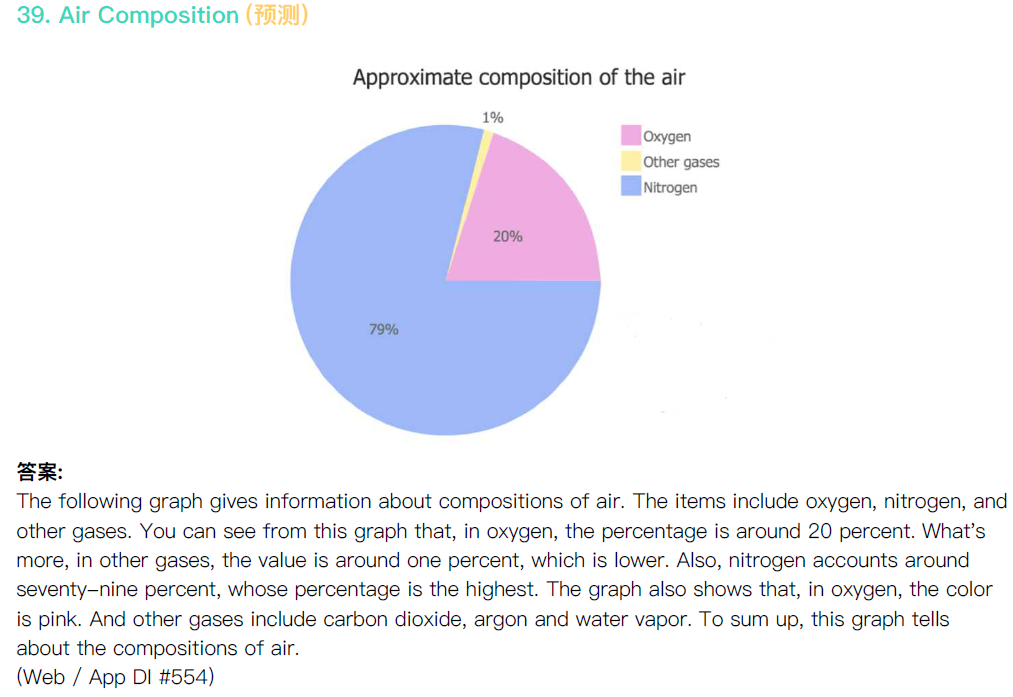 39. Air Composition (预测)
Approximate composition of the air
1%
Oxygen
Other gases
Nitrogen
20%
79%
答案:
The following graph gives information about compositions of air. The items include oxygen, nitrogen, and
other gases. You can see from this graph that, in oxygen, the percentage is around 20 percent. What's
more, in other gases, the value is around one percent, which is lower. Also, nitrogen accounts around
seventy-nine percent, whose percentage is the highest. The graph also shows that, in oxygen, the color
is pink. And other gases include carbon dioxide, argon and water vapor. To sum up, this graph tells
about the compositions of air.
(Web / App DI #554)